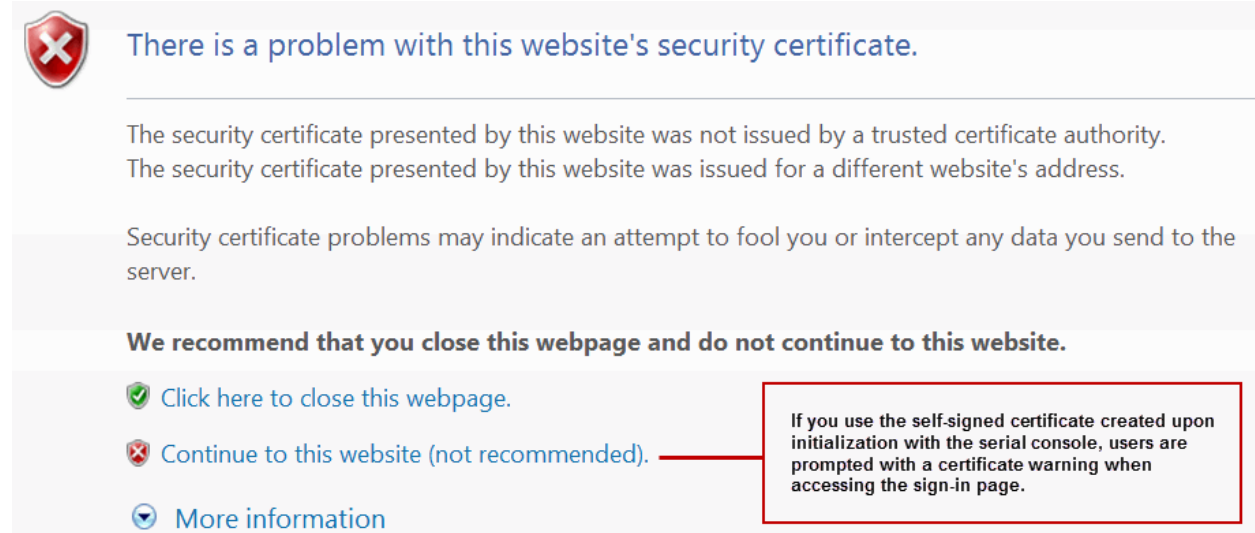 There is a problem with this website's security certificate.
The security certificate presented by this website was not issued by a trusted certificate authority.
The security certificate presented by this website was issued for a different website's address.
Security certificate problems may indicate an attempt to fool you or intercept any data you send to the
server.
We recommend that you close this webpage and do not continue to this website.
Click here to close this webpage.
Continue to this website (not recommended).
More information
If you use the self-signed certificate created upon
initialization with the serial console, users are
prompted with a certificate warning when
accessing the sign-in page.